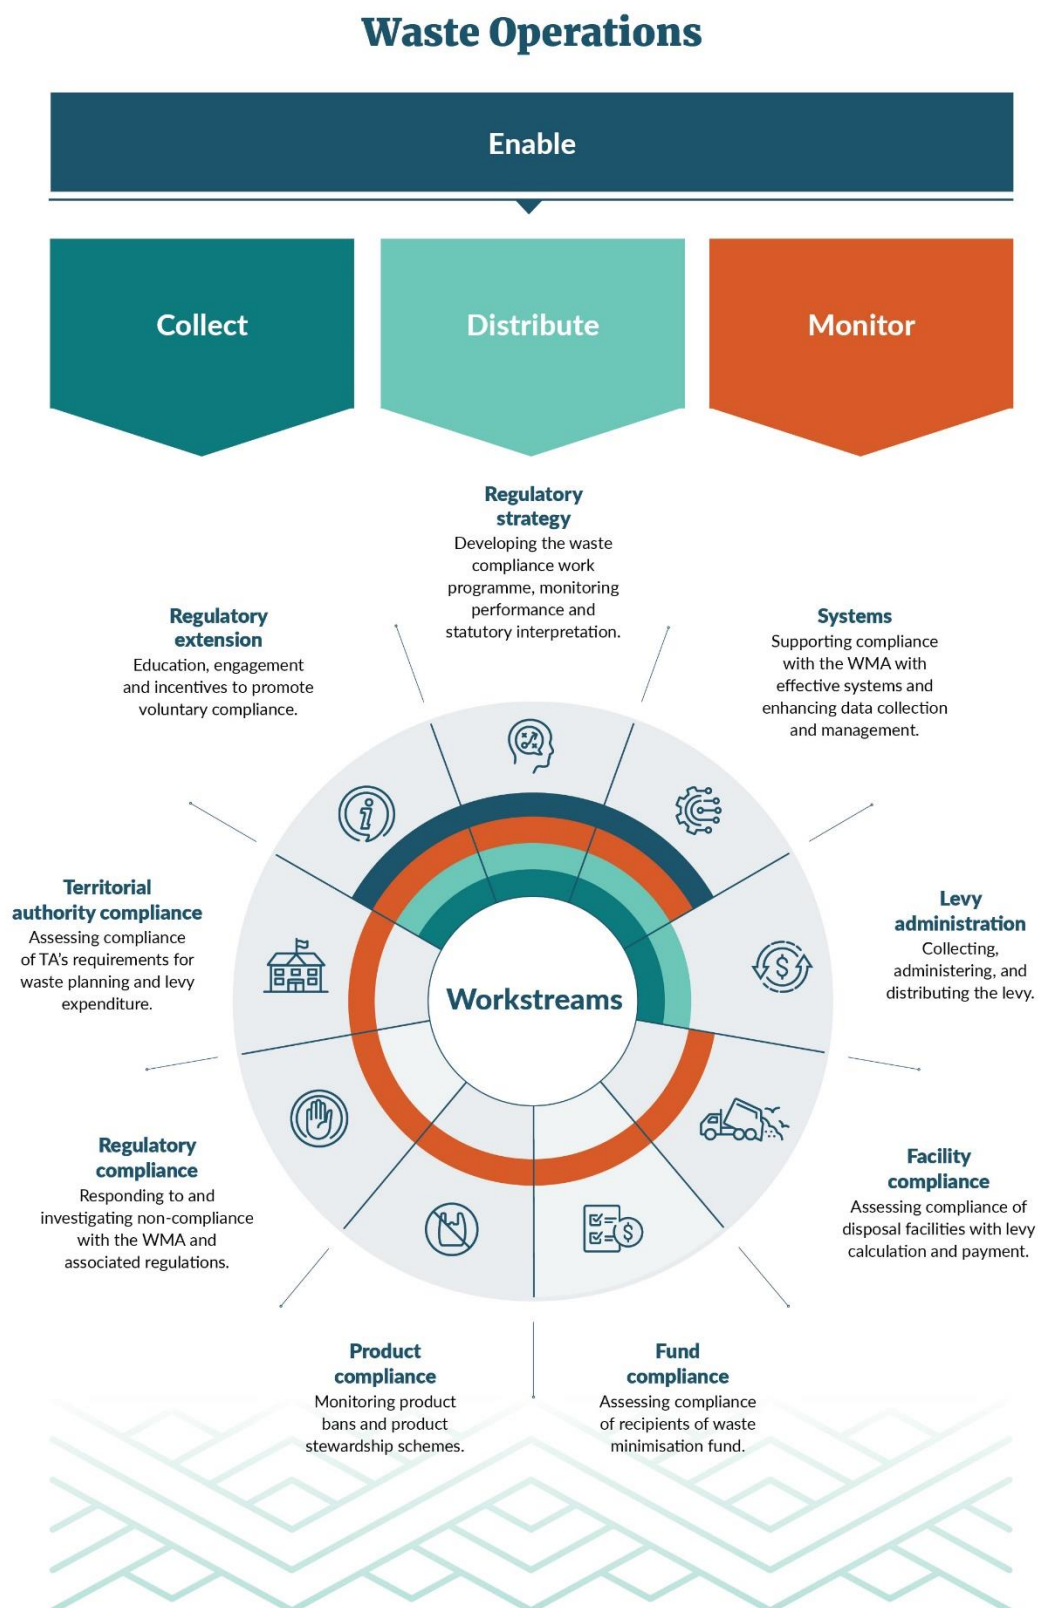 Waste Operations
Enable
Collect
Distribute
Monitor
Regulatory
strategy
Developing the waste
compliance work
programme, monitoring
performance and
statutory interpretation.
Regulatory
extension
Education, engagement
and incentives to promote
voluntary compliance.
Systems
Supporting compliance
with the WMA with
effective systems and
enhancing data collection
and management.
Territorial
authority compliance
Assessing compliance
of TA's requirements for
waste planning and levy
expenditure.
Levy
administration
Collecting,
administering, and
distributing the levy.
Workstreams
Regulatory
compliance
Responding to and
investigating non-compliance
with the WMA and
associated regulations.
Facility
compliance
Assessing compliance of
disposal facilities with levy
calculation and payment.
Product
compliance
Monitoring product
bans and product
stewardship schemes.
Fund
compliance
Assessing compliance
of recipients of waste
minimisation fund.